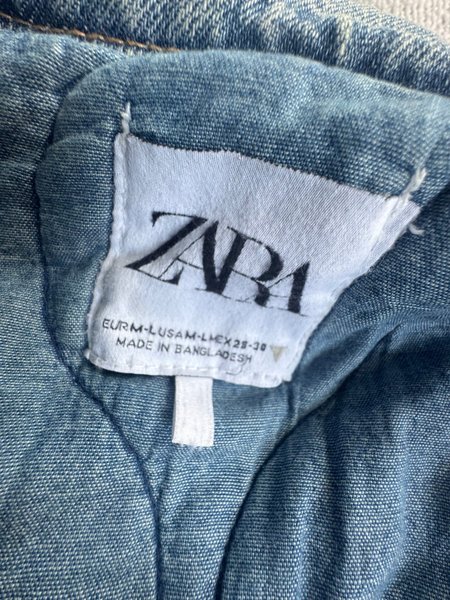 ZARA
EUR M-L USA M-L MEX 28-30
MADE IN BANGLADESH